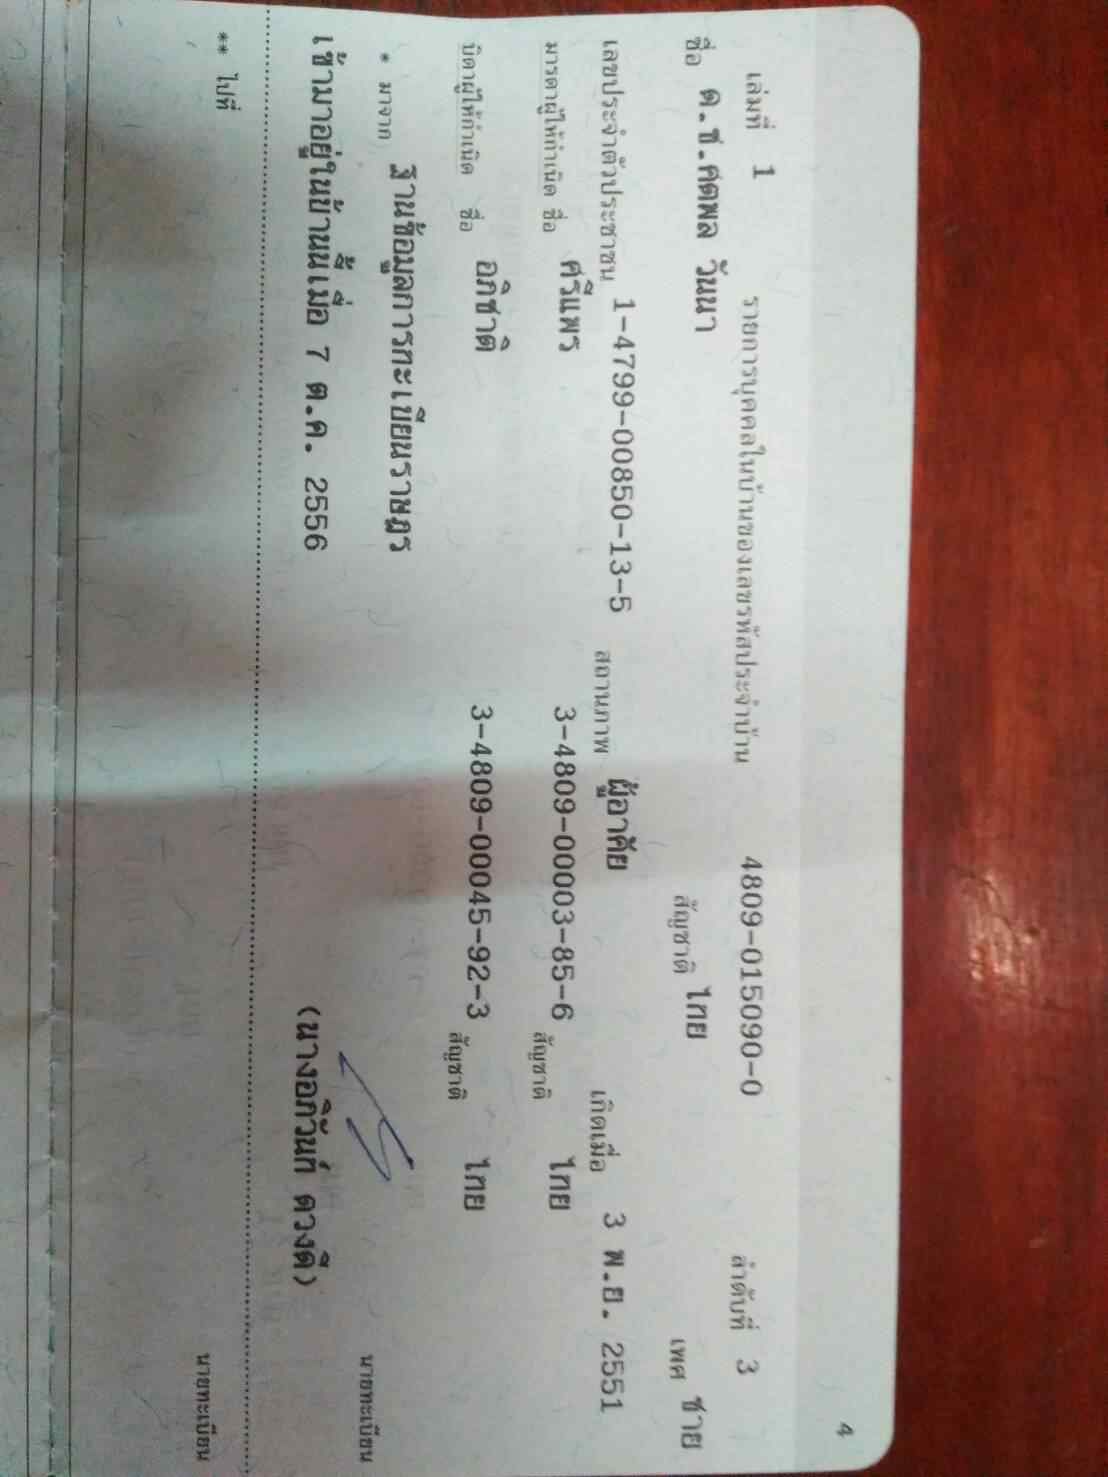 4
เล่มที่ 1 รายการบุคคลในบ้านของเลขรหัสประจำบ้าน 4809-015090-0 ลำดับที่ 3
ชื่อ ด.ช.คตพล วันนา สัญชาติ ไทย เพศ ชาย
เลขประจำตัวประชาชน 1-4799-00850-13-5 สถานภาพ ผู้อาศัย เกิดเมื่อ 3 พ.ย. 2551
มารดาผู้ให้กำเนิด ชื่อ ศรีแพร 3-4809-00003-85-6 สัญชาติ ไทย
บิดาผู้ให้กำเนิด ชื่อ อภิชาติ 3-4809-00045-92-3 สัญชาติ ไทย
* มาจาก ฐานข้อมูลการทะเบียนราษฎร
นายทะเบียน
เข้ามาอยู่ในบ้านนี้เมื่อ 7 ต.ค. 2556 (นางอภิวันท์ ดวงดี)
** ไปที่
นายทะเบียน